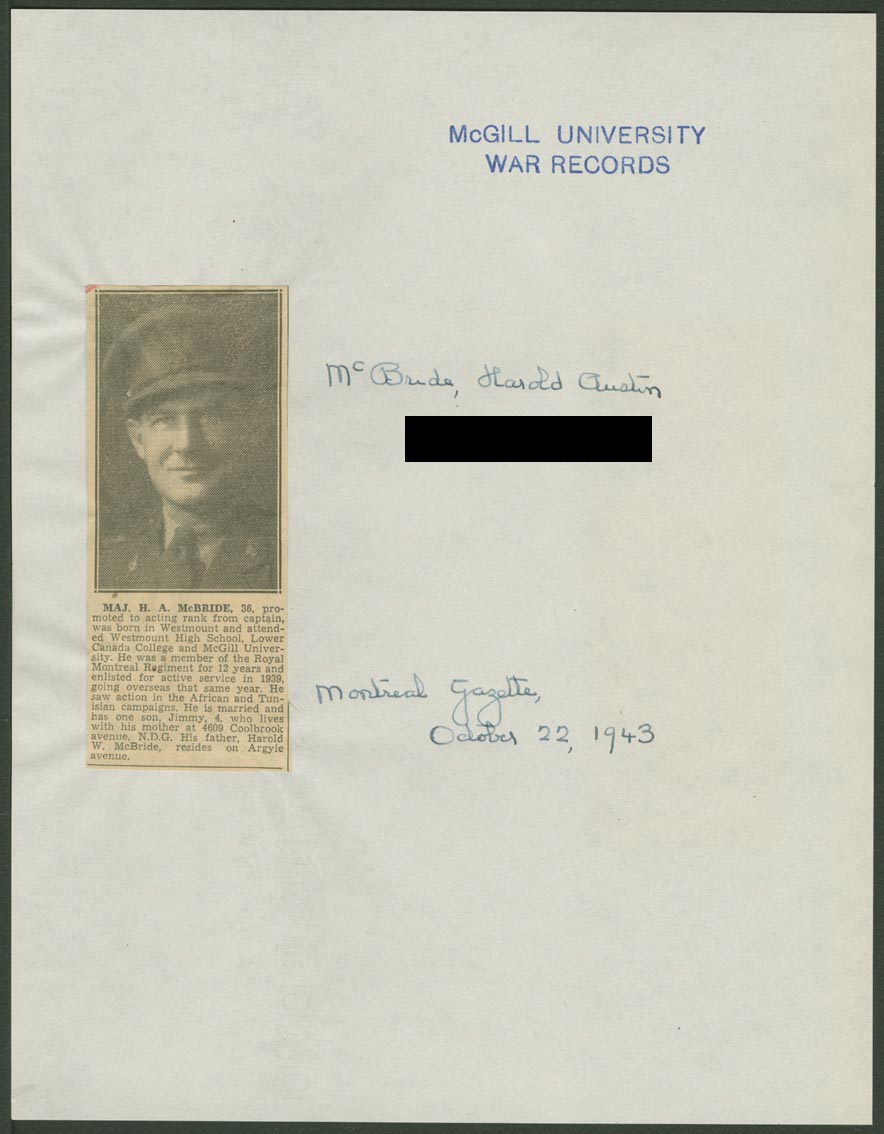 McGILL UNIVERSITY
WAR RECORDS
McBride, Harold Austin
MAJ. H. A. McBRIDE, 36, pro-
moted to acting rank from captain,
was born in Westmount and attend-
ed Westmount High School, Lower
Canada College and McGill Univer-
sity. He was a member of the Royal
Montreal Regiment for 12 years and
enlisted for active service in 1939,
going overseas that same year. He
saw action in the African and Tun-
isian campaigns. He is married and
has one son, Jimmy, 4, who lives
with his mother at 4609 Coolbrook
avenue, N.D.G. His father, Harold
W. McBride, resides on Argyle
avenue.
Montreal Gazette,
October 22, 1943